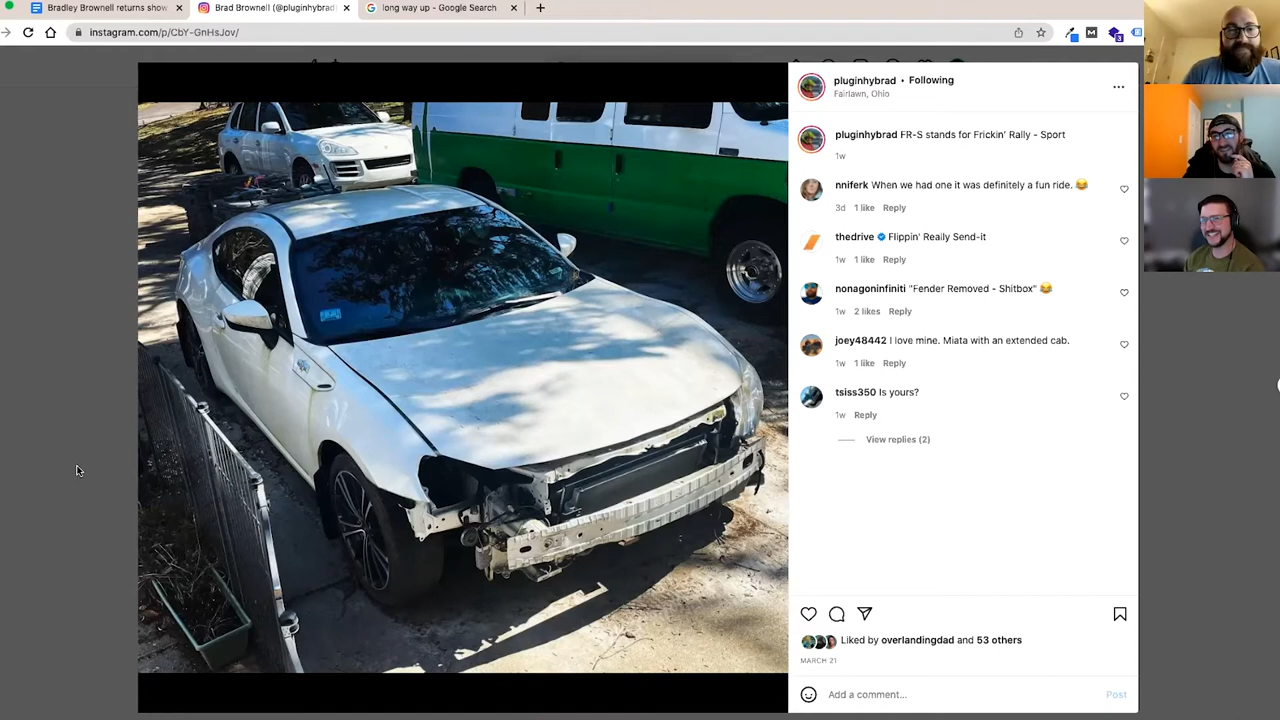 Bradley Brownell returns show
Brad Brownell (@pluginhybrad)
long way up - Google Search
instagram.com/p/CbY-GnHsJov/
pluginhybrad • Following
Fairlawn, Ohio
pluginhybrad FR-S stands for Frickin' Rally - Sport
1w
nniferk When we had one it was definitely a fun ride. 😂
3d 1 like Reply
thedrive Flippin' Really Send-it
1w 1 like Reply
nonagoninfiniti "Fender Removed - Shitbox" 😂
1w 2 likes Reply
joey48442 I love mine. Miata with an extended cab.
1w 1 like Reply
tsiss350 Is yours?
1w Reply
View replies (2)
Liked by overlandingdad and 53 others
MARCH 21
Add a comment...
Post